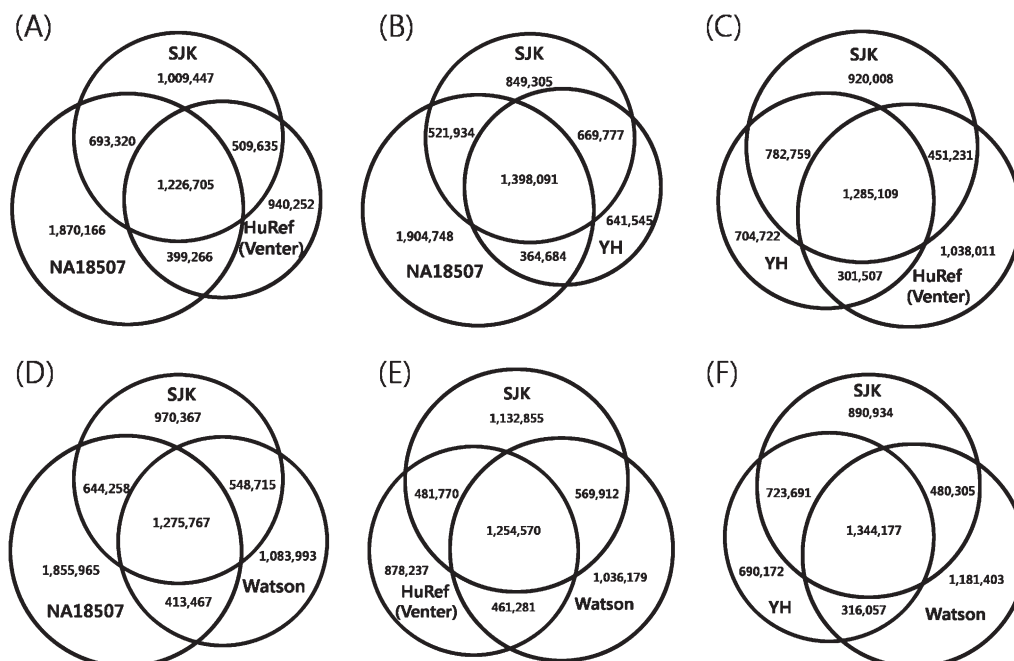 (A)
SJK
1,009,447
693,320
509,635
1,226,705
940,252
1,870,166
HuRef
(Venter)
NA18507
399,266
(B)
SJK
849,305
521,934
669,777
1,398,091
641,545
1,904,748
YH
NA18507
364,684
(C)
SJK
920,008
782,759
451,231
1,285,109
704,722
1,038,011
YH
HuRef
(Venter)
301,507
(D)
SJK
970,367
644,258
548,715
1,275,767
1,083,993
1,855,965
Watson
NA18507
413,467
(E)
SJK
1,132,855
481,770
569,912
1,254,570
878,237
1,036,179
HuRef
(Venter)
Watson
461,281
(F)
SJK
890,934
723,691
480,305
1,344,177
690,172
1,181,403
YH
Watson
316,057